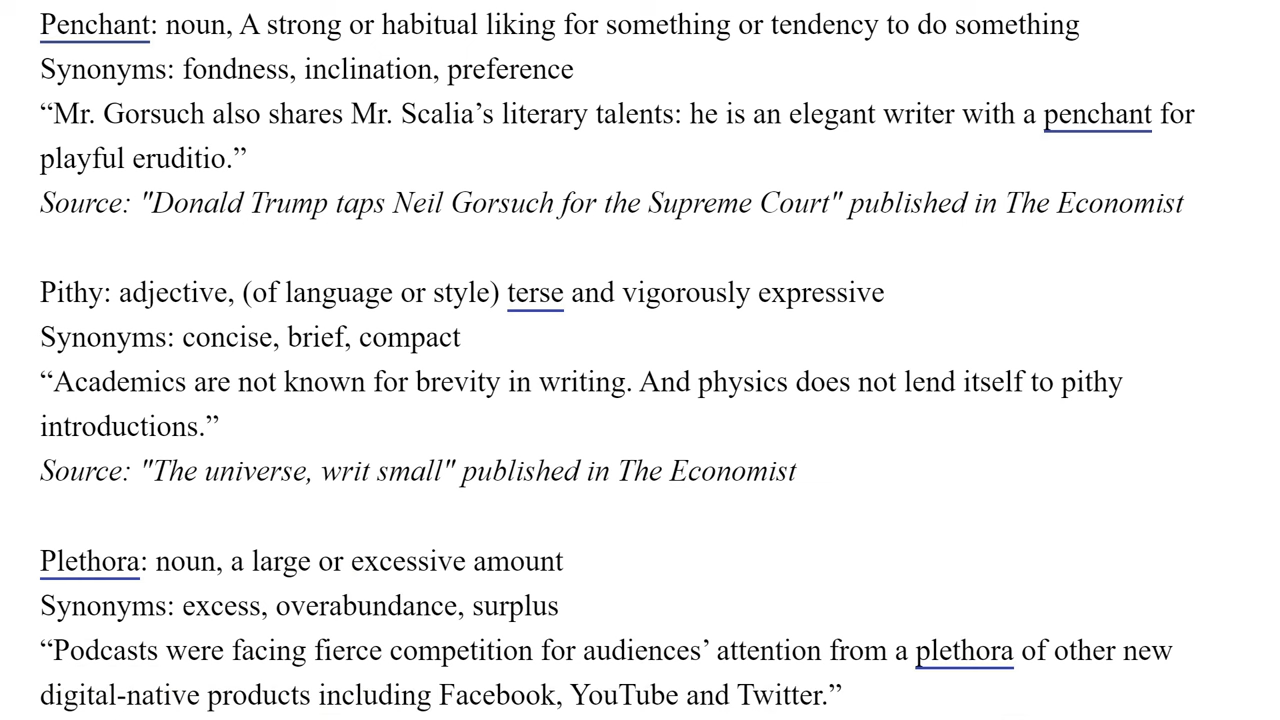 Penchant: noun, A strong or habitual liking for something or tendency to do something
Synonyms: fondness, inclination, preference
“Mr. Gorsuch also shares Mr. Scalia’s literary talents: he is an elegant writer with a penchant for
playful eruditio.”
Source: "Donald Trump taps Neil Gorsuch for the Supreme Court" published in The Economist
Pithy: adjective, (of language or style) terse and vigorously expressive
Synonyms: concise, brief, compact
“Academics are not known for brevity in writing. And physics does not lend itself to pithy
introductions.”
Source: "The universe, writ small" published in The Economist
Plethora: noun, a large or excessive amount
Synonyms: excess, overabundance, surplus
“Podcasts were facing fierce competition for audiences’ attention from a plethora of other new
digital-native products including Facebook, YouTube and Twitter.”